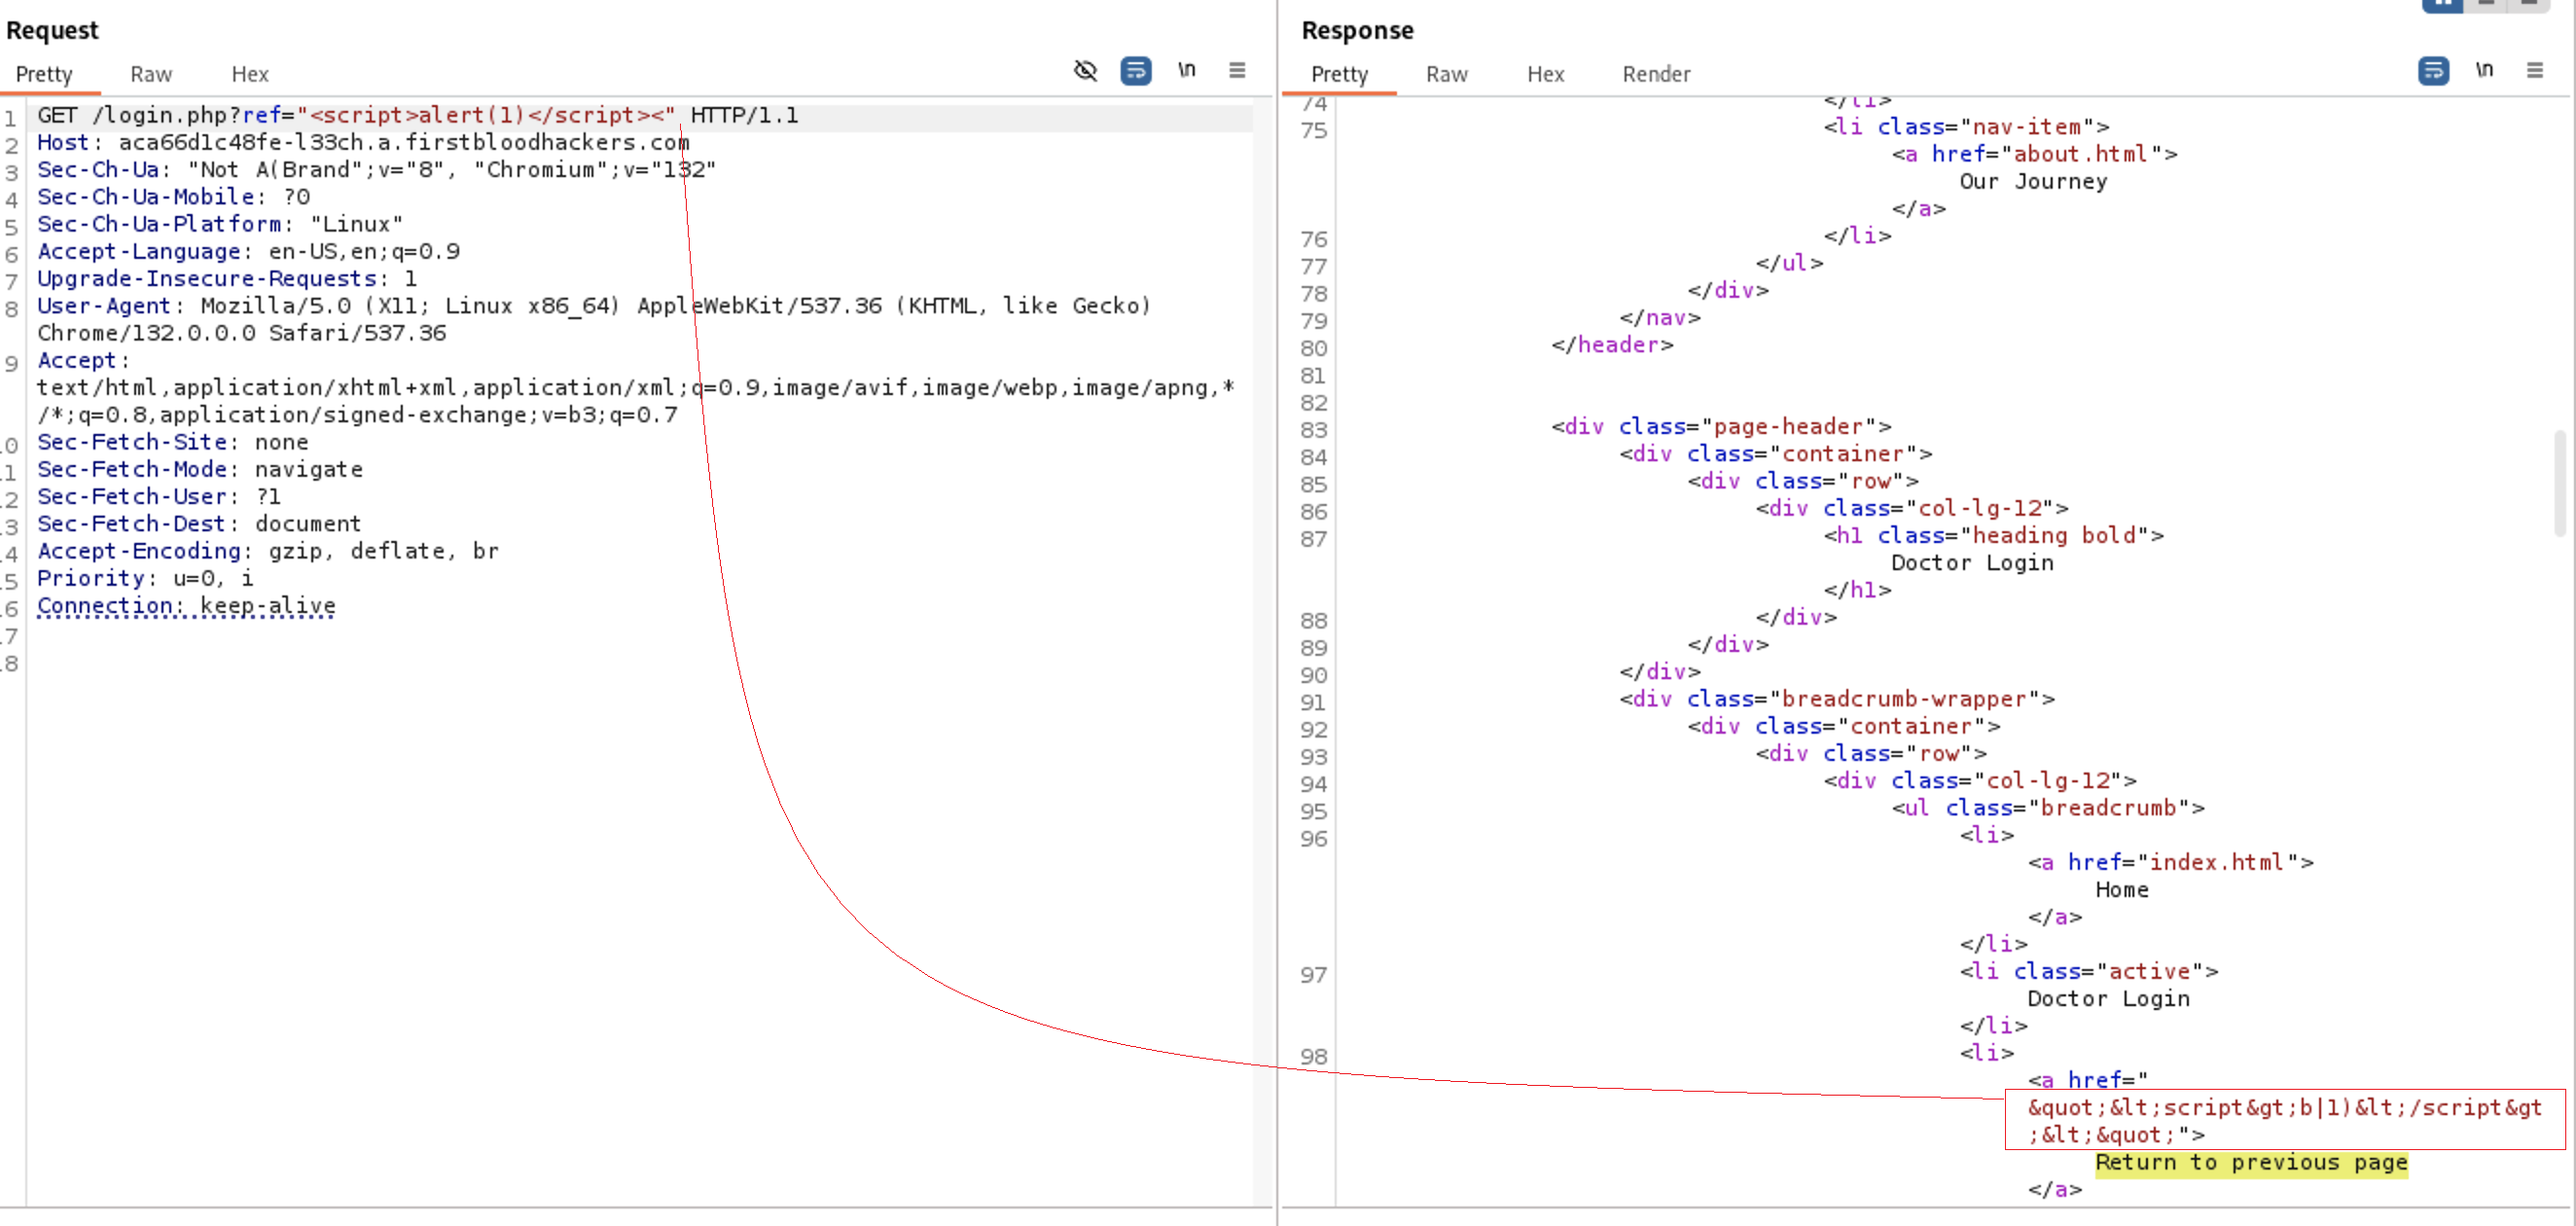 Request
Pretty Raw Hex \n
1 GET /login.php?ref="<script>alert(1)</script><" HTTP/1.1
2 Host: aca66d1c48fe-l33ch.a.firstbloodhackers.com
3 Sec-Ch-Ua: "Not A(Brand";v="8", "Chromium";v="132"
4 Sec-Ch-Ua-Mobile: ?0
5 Sec-Ch-Ua-Platform: "Linux"
6 Accept-Language: en-US,en;q=0.9
7 Upgrade-Insecure-Requests: 1
8 User-Agent: Mozilla/5.0 (X11; Linux x86_64) AppleWebKit/537.36 (KHTML, like Gecko)
Chrome/132.0.0.0 Safari/537.36
9 Accept:
text/html,application/xhtml+xml,application/xml;q=0.9,image/avif,image/webp,image/apng,*
/*;q=0.8,application/signed-exchange;v=b3;q=0.7
0 Sec-Fetch-Site: none
1 Sec-Fetch-Mode: navigate
2 Sec-Fetch-User: ?1
3 Sec-Fetch-Dest: document
4 Accept-Encoding: gzip, deflate, br
5 Priority: u=0, i
6 Connection: keep-alive
7
8
Response
Pretty Raw Hex Render \n
74 </li>
75 <li class="nav-item">
<a href="about.html">
Our Journey
</a>
76 </li>
77 </ul>
78 </div>
79 </nav>
80 </header>
81
82
83 <div class="page-header">
84 <div class="container">
85 <div class="row">
86 <div class="col-lg-12">
87 <h1 class="heading bold">
Doctor Login
</h1>
88 </div>
89 </div>
90 </div>
91 <div class="breadcrumb-wrapper">
92 <div class="container">
93 <div class="row">
94 <div class="col-lg-12">
95 <ul class="breadcrumb">
96 <li>
<a href="index.html">
Home
</a>
</li>
97 <li class="active">
Doctor Login
</li>
98 <li>
<a href="
&quot;&lt;script&gt;b|1)&lt;/script&gt
;&lt;&quot;">
Return to previous page
</a>